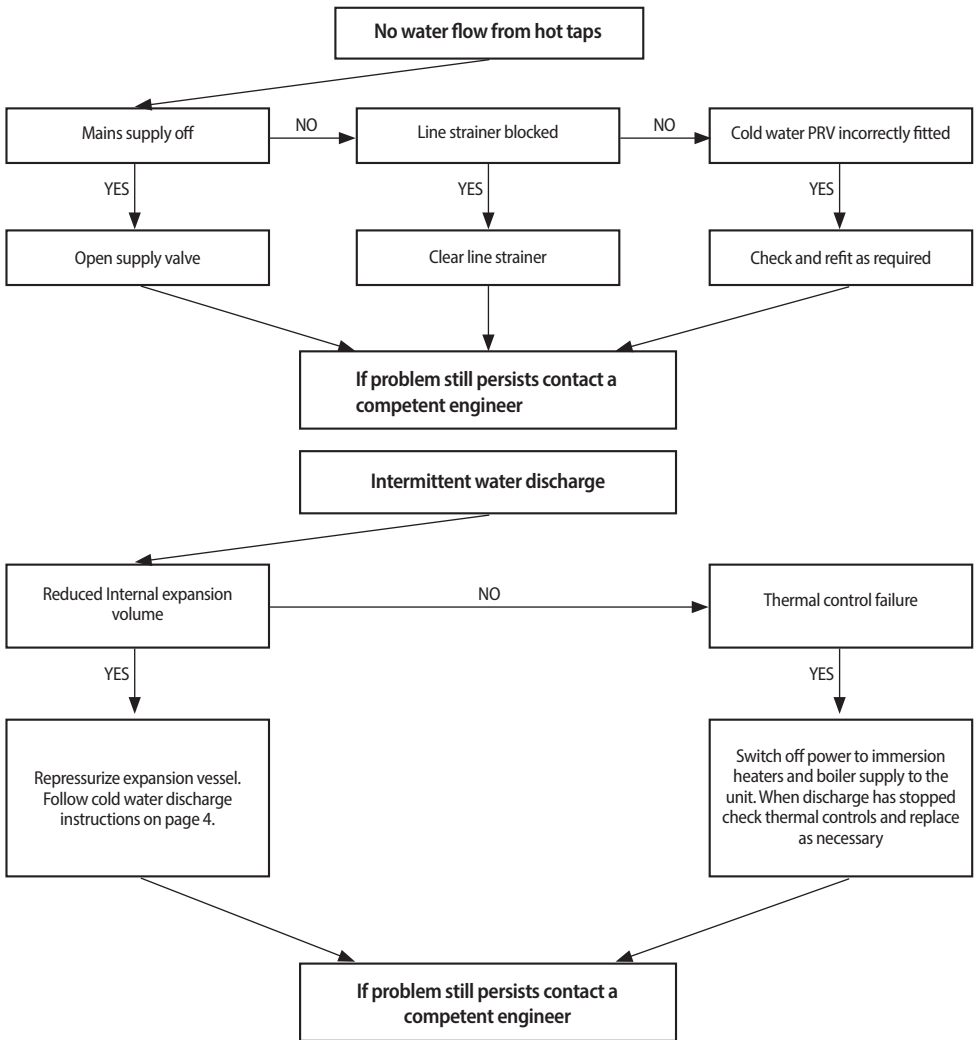 No water flow from hot taps
Mains supply off
NO
Line strainer blocked
NO
Cold water PRV incorrectly fitted
YES
YES
YES
Open supply valve
Clear line strainer
Check and refit as required
If problem still persists contact a
competent engineer
Intermittent water discharge
Reduced Internal expansion
volume
NO
Thermal control failure
YES
YES
Repressurize expansion vessel.
Follow cold water discharge
instructions on page 4.
Switch off power to immersion
heaters and boiler supply to the
unit. When discharge has stopped
check thermal controls and replace
as necessary
If problem still persists contact a
competent engineer